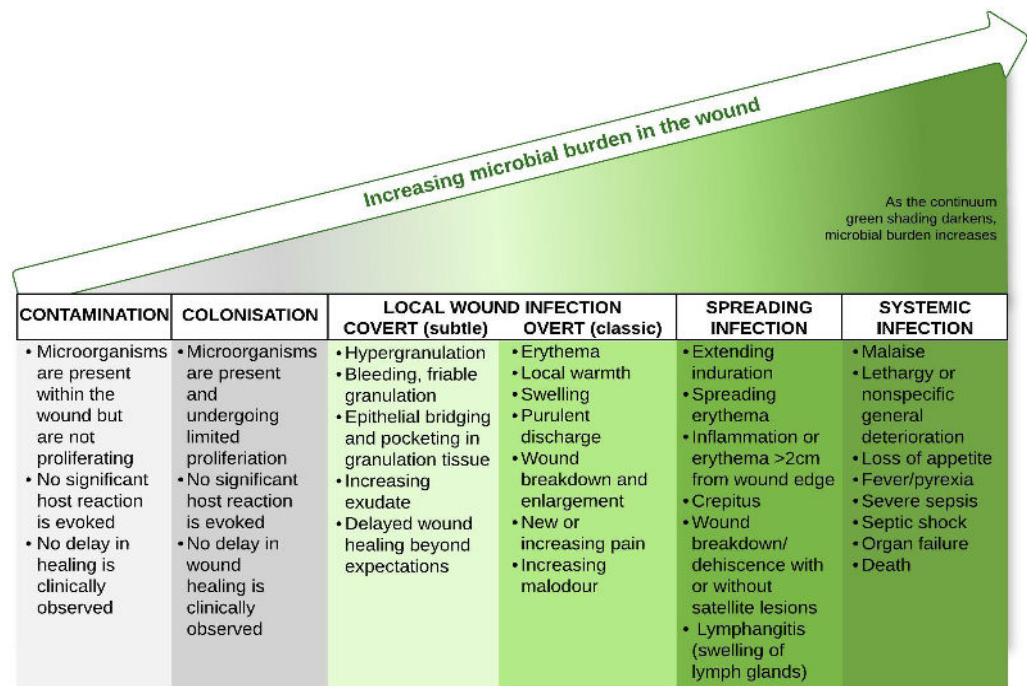 Increasing microbial burden in the wound
As the continuum
green shading darkens,
microbial burden increases
CONTAMINATION
• Microorganisms
are present
within the
wound but
are not
proliferating
• No significant
host reaction
is evoked
• No delay in
healing is
clinically
observed
COLONISATION
• Microorganisms
are present
and
undergoing
limited
profileriation
• No significant
host reaction
is evoked
• No delay in
wound
healing is
clinically
observed
LOCAL WOUND INFECTION
COVERT (subtle)
• Hypergranulation
• Bleeding, friable
granulation
• Epithelial bridging
and pocketing in
granulation tissue
• Increasing
exudate
• Delayed wound
healing beyond
expectations
OVERT (classic)
• Erythema
• Local warmth
• Swelling
• Purulent
discharge
• Wound
breakdown and
enlargement
• New or
increasing pain
• Increasing
malodour
SPREADING
INFECTION
• Extending
induration
• Spreading
erythema
• Inflammation or
erythema >2cm
from wound edge
• Crepitus
• Wound
breakdown/
dehiscence with
or without
satellite lesions
• Lymphangitis
(swelling of
lymph glands)
SYSTEMIC
INFECTION
• Malaise
• Lethargy or
nonspecific
general
deterioration
• Loss of appetite
• Fever/pyrexia
• Severe sepsis
• Septic shock
• Organ failure
• Death